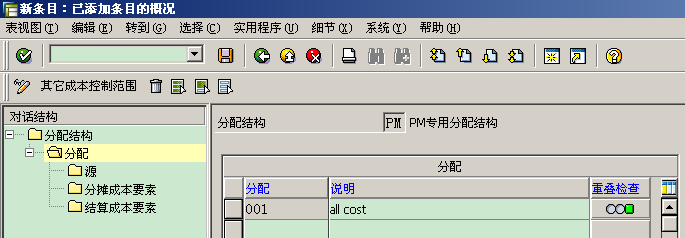 新条目:已添加条目的概况
表视图(T) 编辑(E) 转到(G) 选择(C) 实用程序(U) 细节(X) 系统(Y) 帮助(H)
其它成本控制范围
对话结构
分配结构
分配
源
分摊成本要素
结算成本要素
分配结构 PM PM专用分配结构
分配
分配 说明 重叠检查
001 all cost